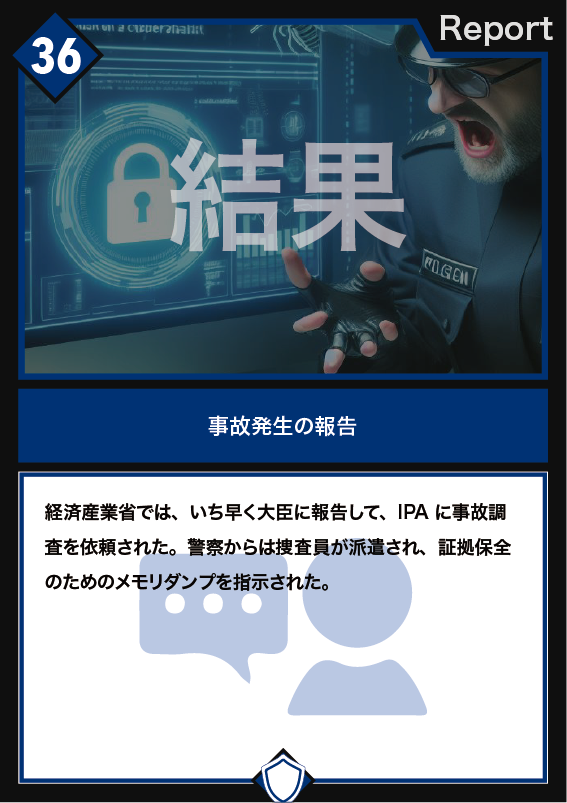 Report
36
結果
事故発生の報告
経済産業省では、いち早く大臣に報告して、IPA に事故調
査を依頼された。警察からは捜査員が派遣され、証拠保全
のためのメモリダンプを指示された。